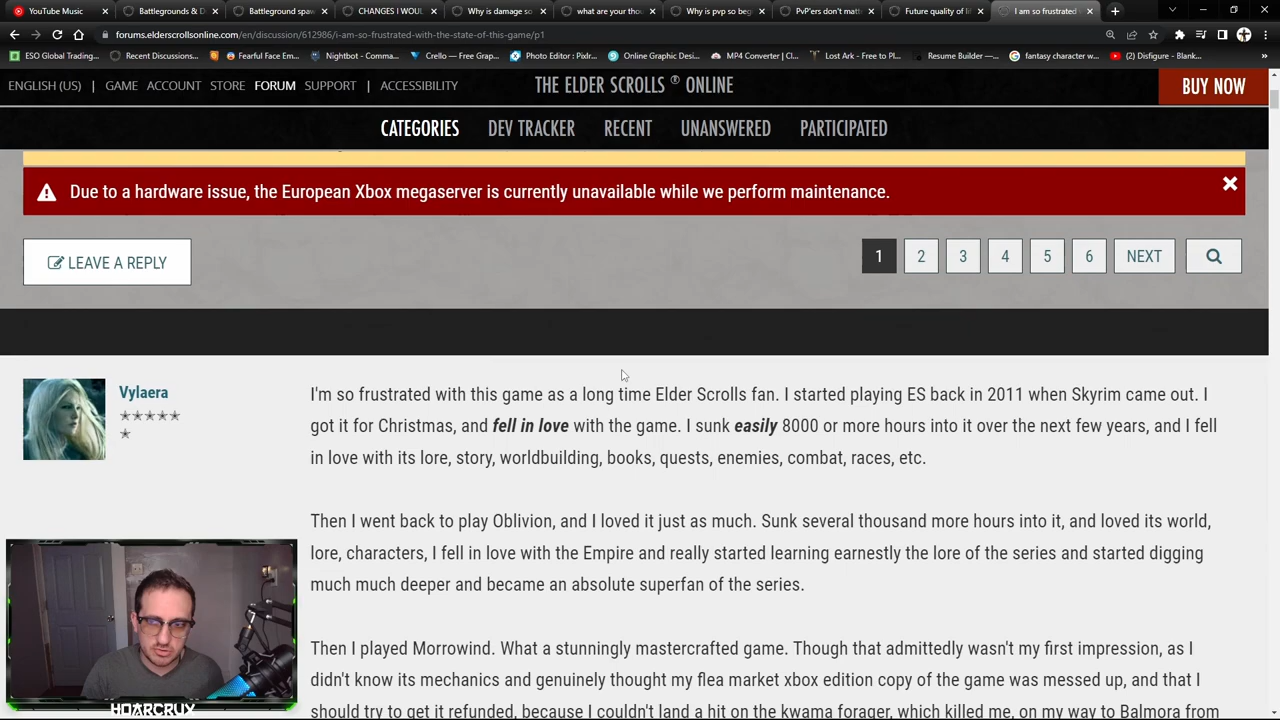 YouTube Music
Battlegrounds & D
Battleground spaw
CHANGES I WOUL
Why is damage so
what are your thou
Why is pvp so beg
PvP'ers don't matte
Future quality of li
I am so frustrated
forums.elderscrollsonline.com/en/discussion/612986/i-am-so-frustrated-with-the-state-of-this-game/p1
ESO Global Trading...
Recent Discussions...
Fearful Face Em...
Nightbot - Comma...
Crello — Free Grap...
Photo Editor : Pixlr...
Online Graphic Des...
MP4 Converter | Cl...
Lost Ark - Free to Pl...
Resume Builder —...
fantasy character w...
(2) Disfigure - Blank...
ENGLISH (US) | GAME ACCOUNT STORE FORUM SUPPORT | ACCESSIBILITY
THE ELDER SCROLLS ® ONLINE
BUY NOW
CATEGORIES DEV TRACKER RECENT UNANSWERED PARTICIPATED
Due to a hardware issue, the European Xbox megaserver is currently unavailable while we perform maintenance.
LEAVE A REPLY
1 2 3 4 5 6 NEXT
Vylaera
I'm so frustrated with this game as a long time Elder Scrolls fan. I started playing ES back in 2011 when Skyrim came out. I
got it for Christmas, and fell in love with the game. I sunk easily 8000 or more hours into it over the next few years, and I fell
in love with its lore, story, worldbuilding, books, quests, enemies, combat, races, etc.
Then I went back to play Oblivion, and I loved it just as much. Sunk several thousand more hours into it, and loved its world,
lore, characters, I fell in love with the Empire and really started learning earnestly the lore of the series and started digging
much much deeper and became an absolute superfan of the series.
Then I played Morrowind. What a stunningly mastercrafted game. Though that admittedly wasn't my first impression, as I
didn't know its mechanics and genuinely thought my flea market xbox edition copy of the game was messed up, and that I
should try to get it refunded, because I couldn't land a hit on the kwama forager, which killed me, on my way to Balmora from
HOARCRUX